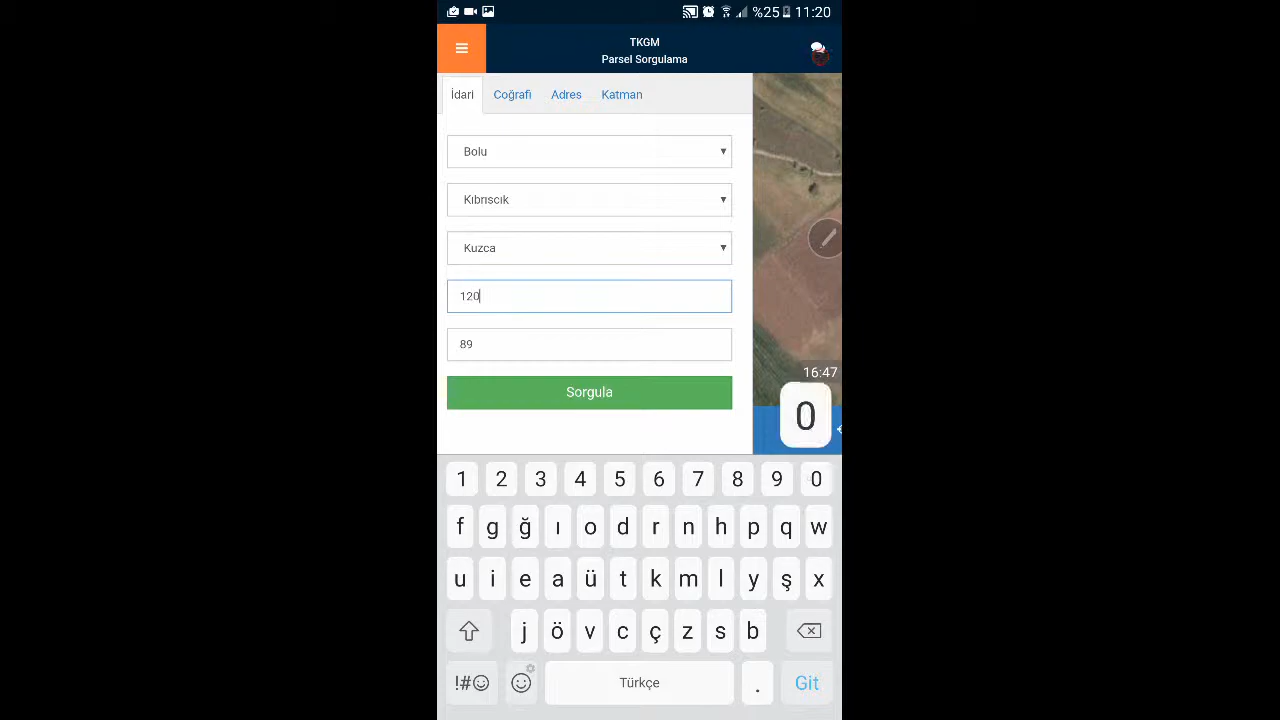 %25 11:20
TKGM
Parsel Sorgulama
İdari Coğrafi Adres Katman
Bolu
Kıbrıscık
Kuzca
120
89
16:47
Sorgula
0
1 2 3 4 5 6 7 8 9 0
f g ğ ı o d r n h p q w
u i e a ü t k m l y ş x
j ö v c ç z s b
!#☺ Türkçe . Git